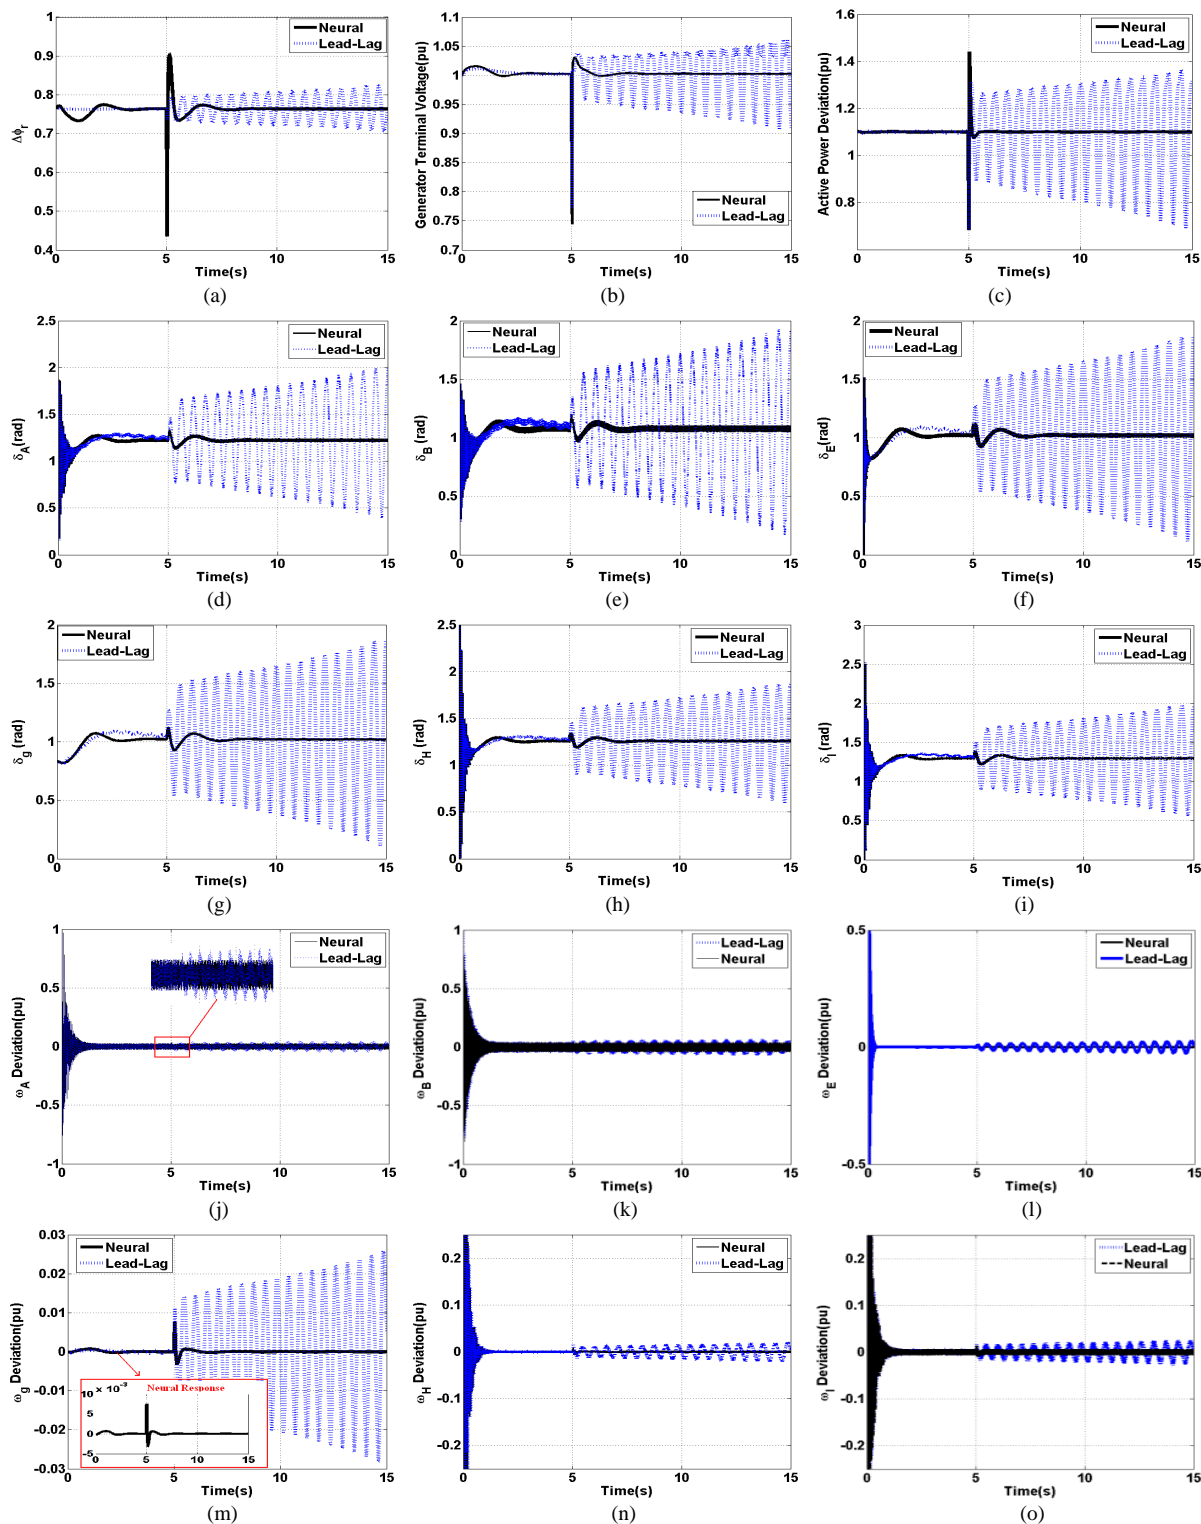 1
0.9
0.8
0.7
0.6
0.5
0.4
ΔΦr
Neural
Lead-Lag
0 5 10 15
Time(s)
(a)
1.1
1.05
1
0.95
0.9
0.85
0.8
0.75
0.7
Generator Terminal Voltage(pu)
Neural
Lead-Lag
0 5 10 15
Time(s)
(b)
1.6
1.4
1.2
1
0.8
Active Power Deviation(pu)
Neural
Lead-Lag
0 5 10 15
Time(s)
(c)
2.5
2
1.5
1
0.5
0
δA(rad)
Neural
Lead-Lag
0 5 10 15
Time(s)
(d)
2
1.5
1
0.5
0
δB (rad)
Neural
Lead-Lag
0 5 10 15
Time(s)
(e)
2
1.5
1
0.5
0
δE(rad)
Neural
Lead-Lag
0 5 10 15
Time(s)
(f)
2
1.5
1
0.5
0
δg (rad)
Neural
Lead-Lag
0 5 10 15
Time(s)
(g)
2.5
2
1.5
1
0.5
0
δH (rad)
Neural
Lead-Lag
0 5 10 15
Time(s)
(h)
3
2.5
2
1.5
1
0.5
0
δI (rad)
Neural
Lead-Lag
0 5 10 15
Time(s)
(i)
1
0.5
0
-0.5
-1
ωA Deviation(pu)
Neural
Lead-Lag
0 5 10 15
Time(s)
(j)
1
0.5
0
-0.5
-1
ωB Deviation(pu)
Lead-Lag
Neural
0 5 10 15
Time(s)
(k)
0.5
0
-0.5
ωE Deviation(pu)
Neural
Lead-Lag
0 5 10 15
Time(s)
(l)
0.03
0.02
0.01
0
-0.01
-0.02
-0.03
ωg Deviation(pu)
Neural
Lead-Lag
10 × 10⁻³
Neural Response
5
0
-5
0 5 10 15
0 5 10 15
Time(s)
(m)
0.2
0.1
0
-0.1
-0.2
ωH Deviation(pu)
Neural
Lead-Lag
0 5 10 15
Time(s)
(n)
0.2
0.1
0
-0.1
-0.2
ωI Deviation(pu)
Lead-Lag
Neural
0 5 10 15
Time(s)
(o)